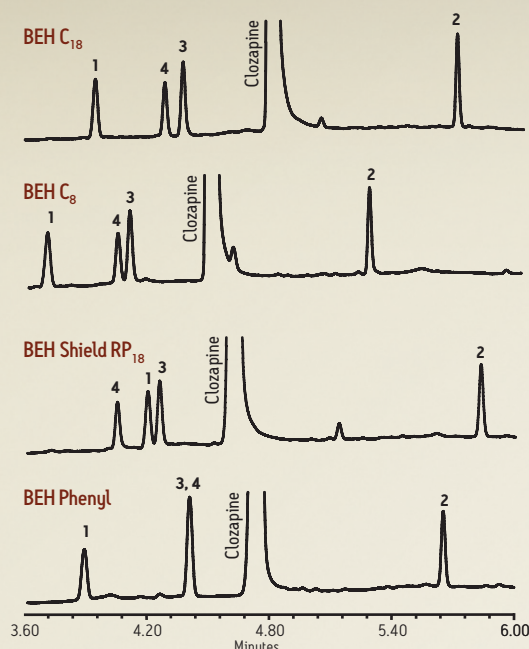 BEH C18
1
4
3
Clozapine
2
BEH C8
1
4
3
Clozapine
2
BEH Shield RP18
4
1
3
Clozapine
2
BEH Phenyl
1
3, 4
Clozapine
2
3.60 4.20 4.80 5.40 6.00
Minutes